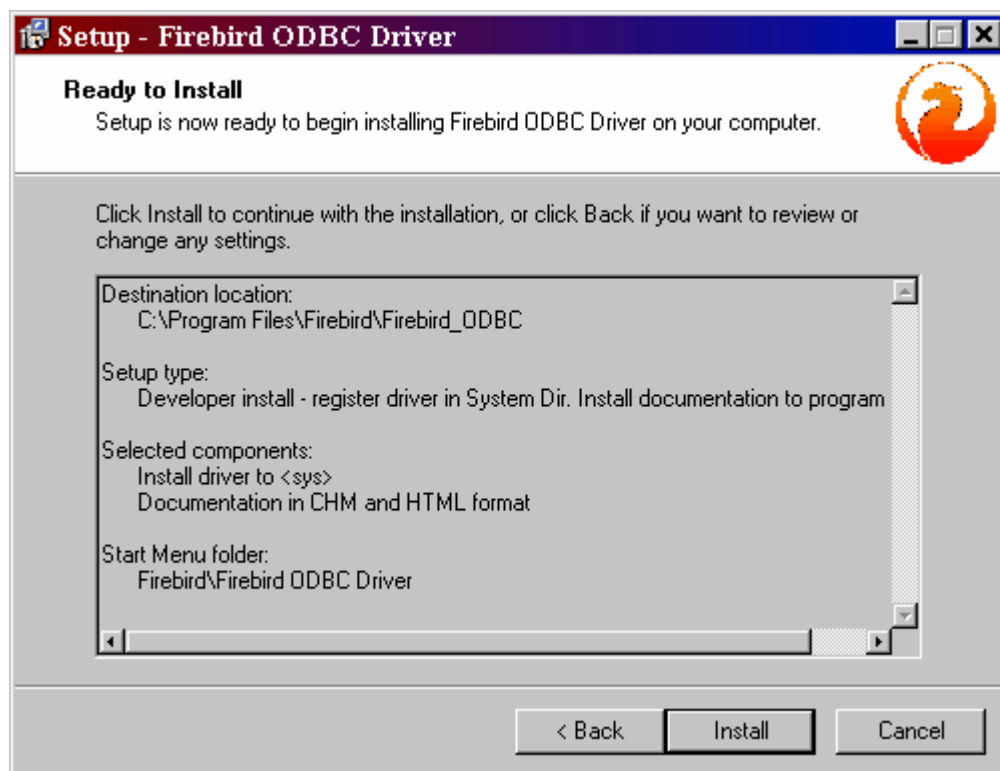 Setup - Firebird ODBC Driver
Ready to Install
Setup is now ready to begin installing Firebird ODBC Driver on your computer.
Click Install to continue with the installation, or click Back if you want to review or
change any settings.
Destination location:
C:\Program Files\Firebird\Firebird_ODBC
Setup type:
Developer install - register driver in System Dir. Install documentation to program
Selected components:
Install driver to <sys>
Documentation in CHM and HTML format
Start Menu folder:
Firebird\Firebird ODBC Driver
< Back
Install
Cancel